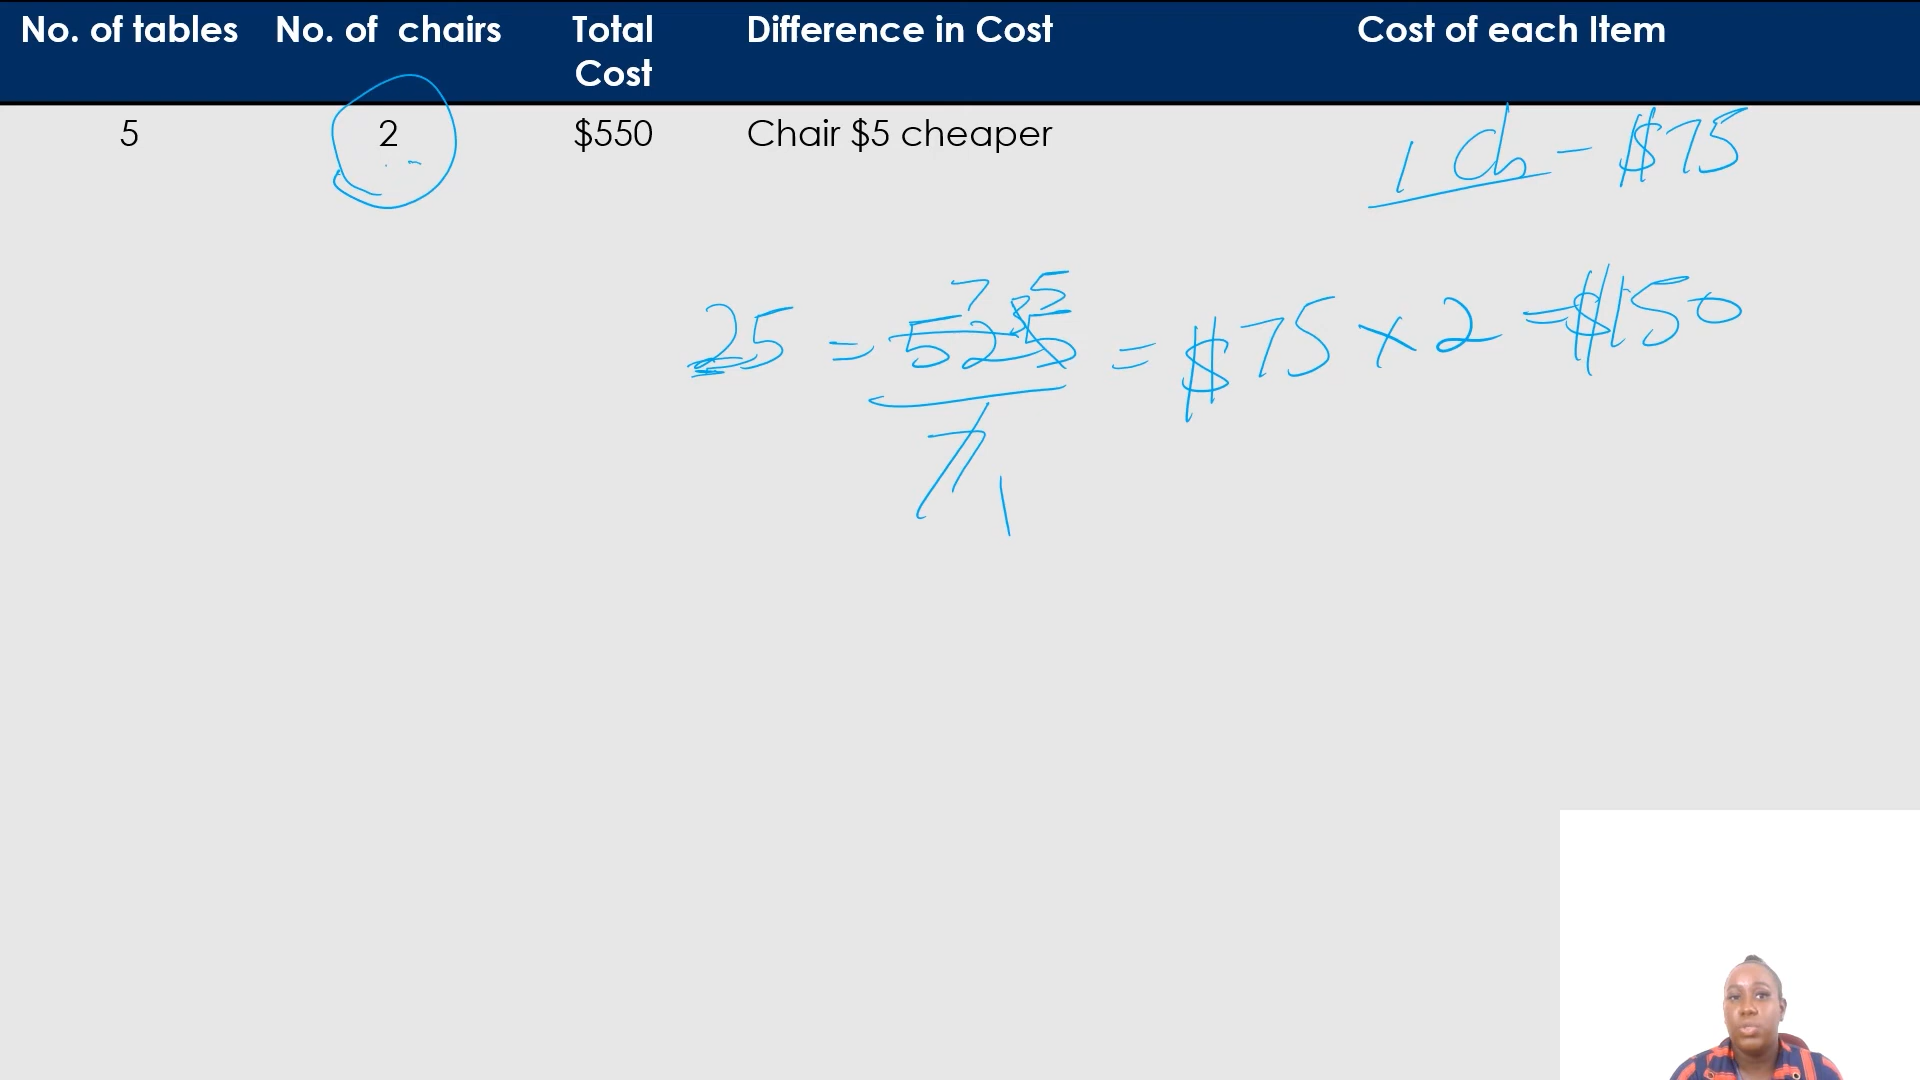 No. of tables No. of chairs Total Cost Difference in Cost Cost of each Item
5 2 $550 Chair $5 cheaper 1 Ch - $75
25 = 525 = $75 x 2 = $150
7 1